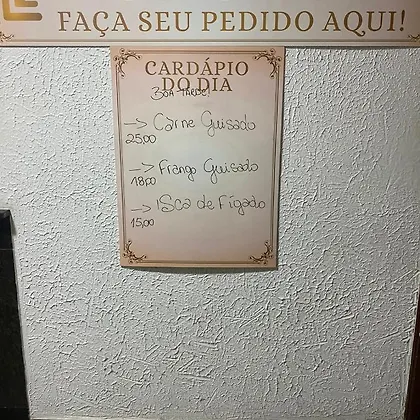 FAÇA SEU PEDIDO AQUI!
CARDÁPIO
DO DIA
BOA TARDE!
→ Carne Guisado
25,00
→ Frango Guisado
18,00
→ Isca de Fígado
15,00